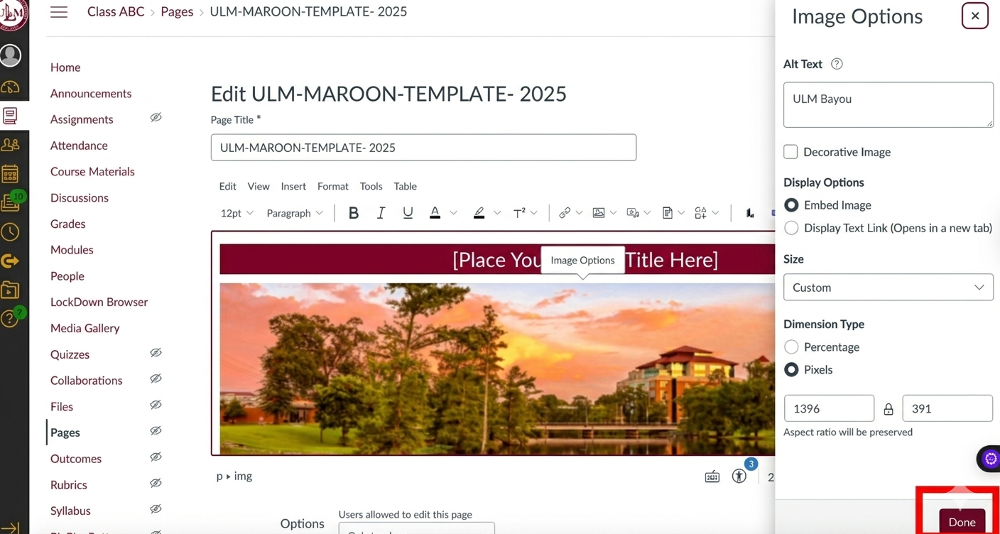 Class ABC > Pages > ULM-MAROON-TEMPLATE- 2025
10
?
Home
Announcements
Assignments
Attendance
Course Materials
Discussions
Grades
Modules
People
LockDown Browser
Media Gallery
Quizzes
Collaborations
Files
Pages
Outcomes
Rubrics
Syllabus
Edit ULM-MAROON-TEMPLATE- 2025
Page Title *
ULM-MAROON-TEMPLATE- 2025
Edit View Insert Format Tools Table
12pt Paragraph B I U A T²
[Place You Title Here]
Image Options
p ▸ img
3
2
Options
Users allowed to edit this page
Image Options
Alt Text ?
ULM Bayou
Decorative Image
Display Options
Embed Image
Display Text Link (Opens in a new tab)
Size
Custom
Dimension Type
Percentage
Pixels
1396 391
Aspect ratio will be preserved
Done